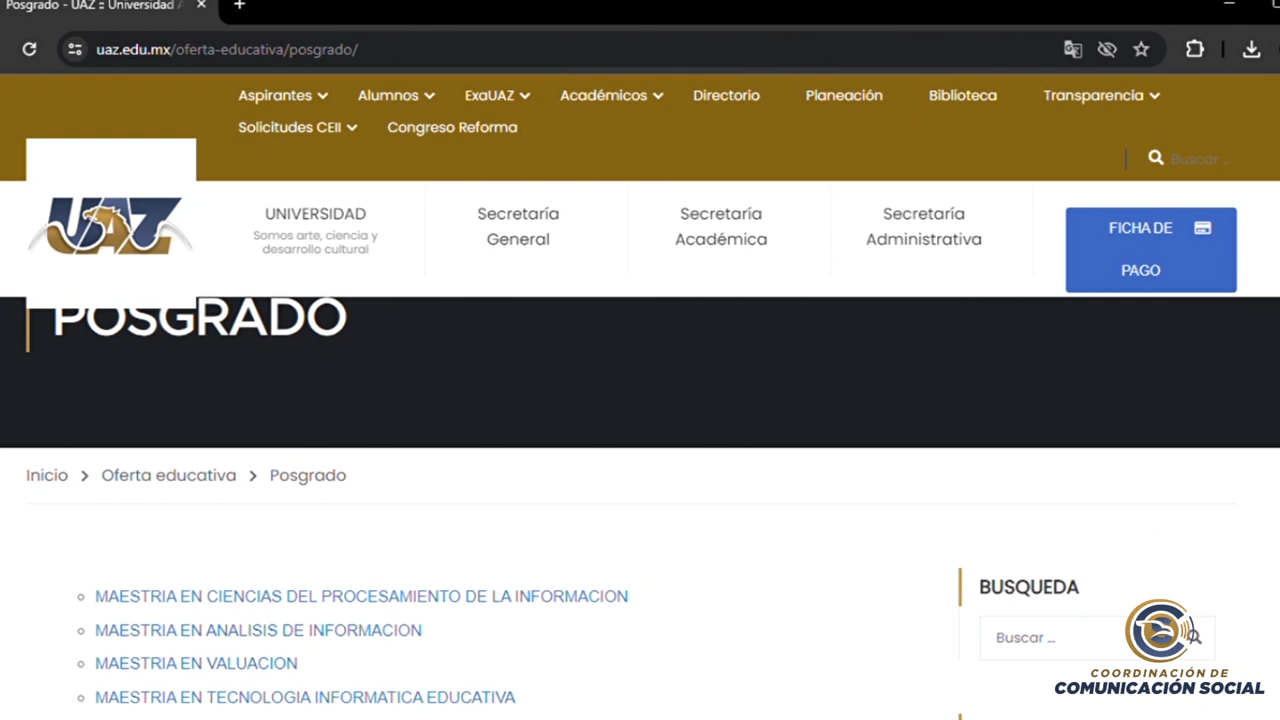 Posgrado - UAZ :: Universidad A
uaz.edu.mx/oferta-educativa/posgrado/
Aspirantes Alumnos ExaUAZ Académicos Directorio Planeación Biblioteca Transparencia
Solicitudes CEII Congreso Reforma
Buscar ...
UAZ
UNIVERSIDAD
Somos arte, ciencia y
desarrollo cultural
Secretaría
General
Secretaría
Académica
Secretaría
Administrativa
FICHA DE
PAGO
POSGRADO
Inicio > Oferta educativa > Posgrado
MAESTRIA EN CIENCIAS DEL PROCESAMIENTO DE LA INFORMACION
MAESTRIA EN ANALISIS DE INFORMACION
MAESTRIA EN VALUACION
MAESTRIA EN TECNOLOGIA INFORMATICA EDUCATIVA
BUSQUEDA
Buscar ...
COORDINACIÓN DE
COMUNICACIÓN SOCIAL